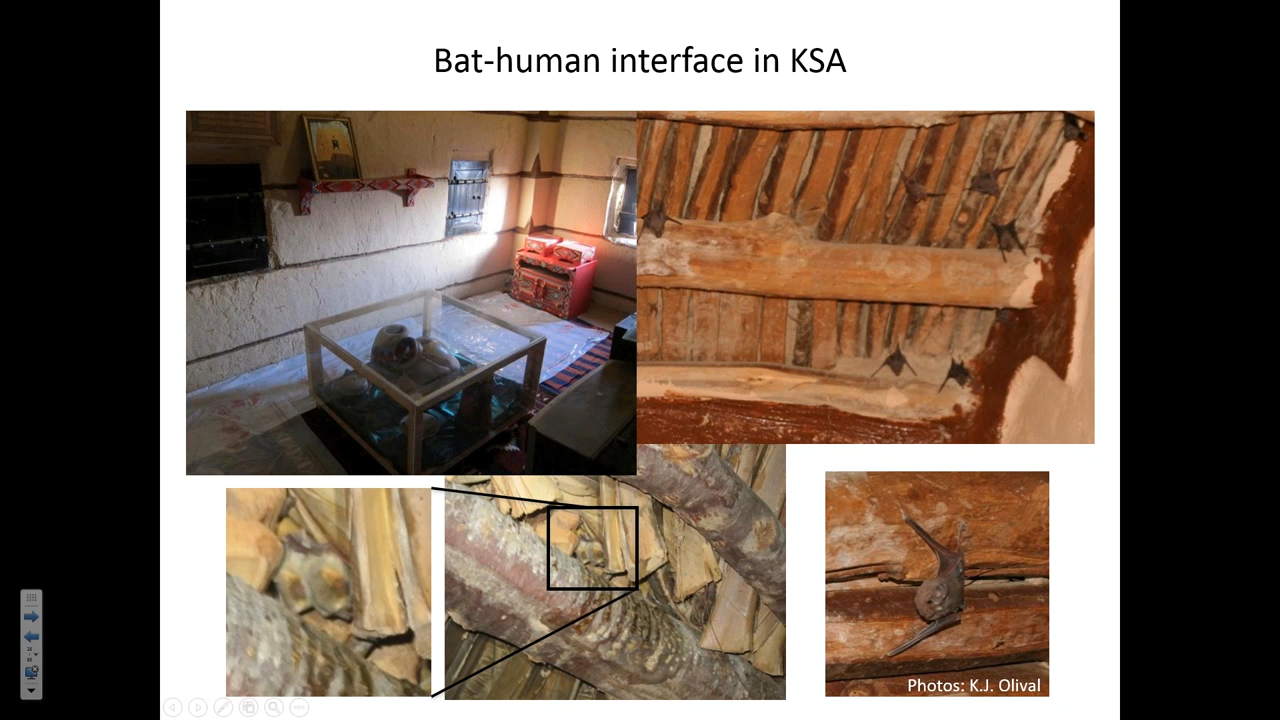 Bat-human interface in KSA
Photos: K.J. Olival